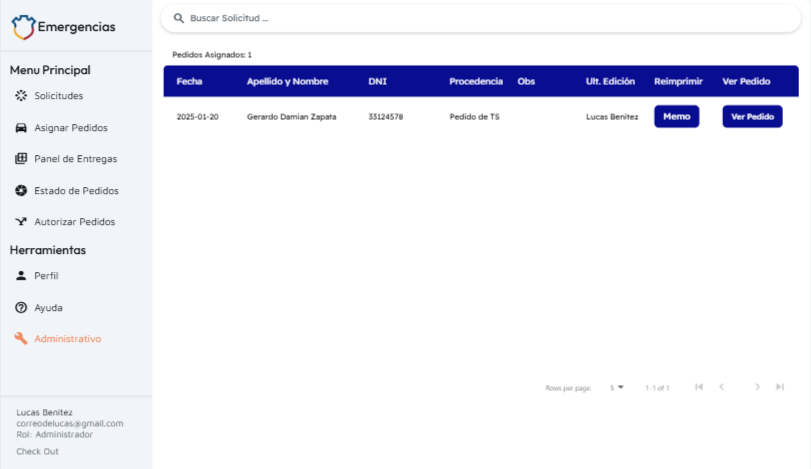 Emergencias
Menu Principal
Solicitudes
Asignar Pedidos
Panel de Entregas
Estado de Pedidos
Autorizar Pedidos
Herramientas
Perfil
Ayuda
Administrativo
Lucas Benitez
correodelucas@gmail.com
Rol: Administrador
Check Out
Buscar Solicitud ...
Pedidos Asignados: 1
Fecha Apellido y Nombre DNI Procedencia Obs Ult. Edición Reimprimir Ver Pedido
2025-01-20 Gerardo Damian Zapata 33124578 Pedido de TS Lucas Benitez Memo Ver Pedido
Rows per page: 5 1-1 of 1